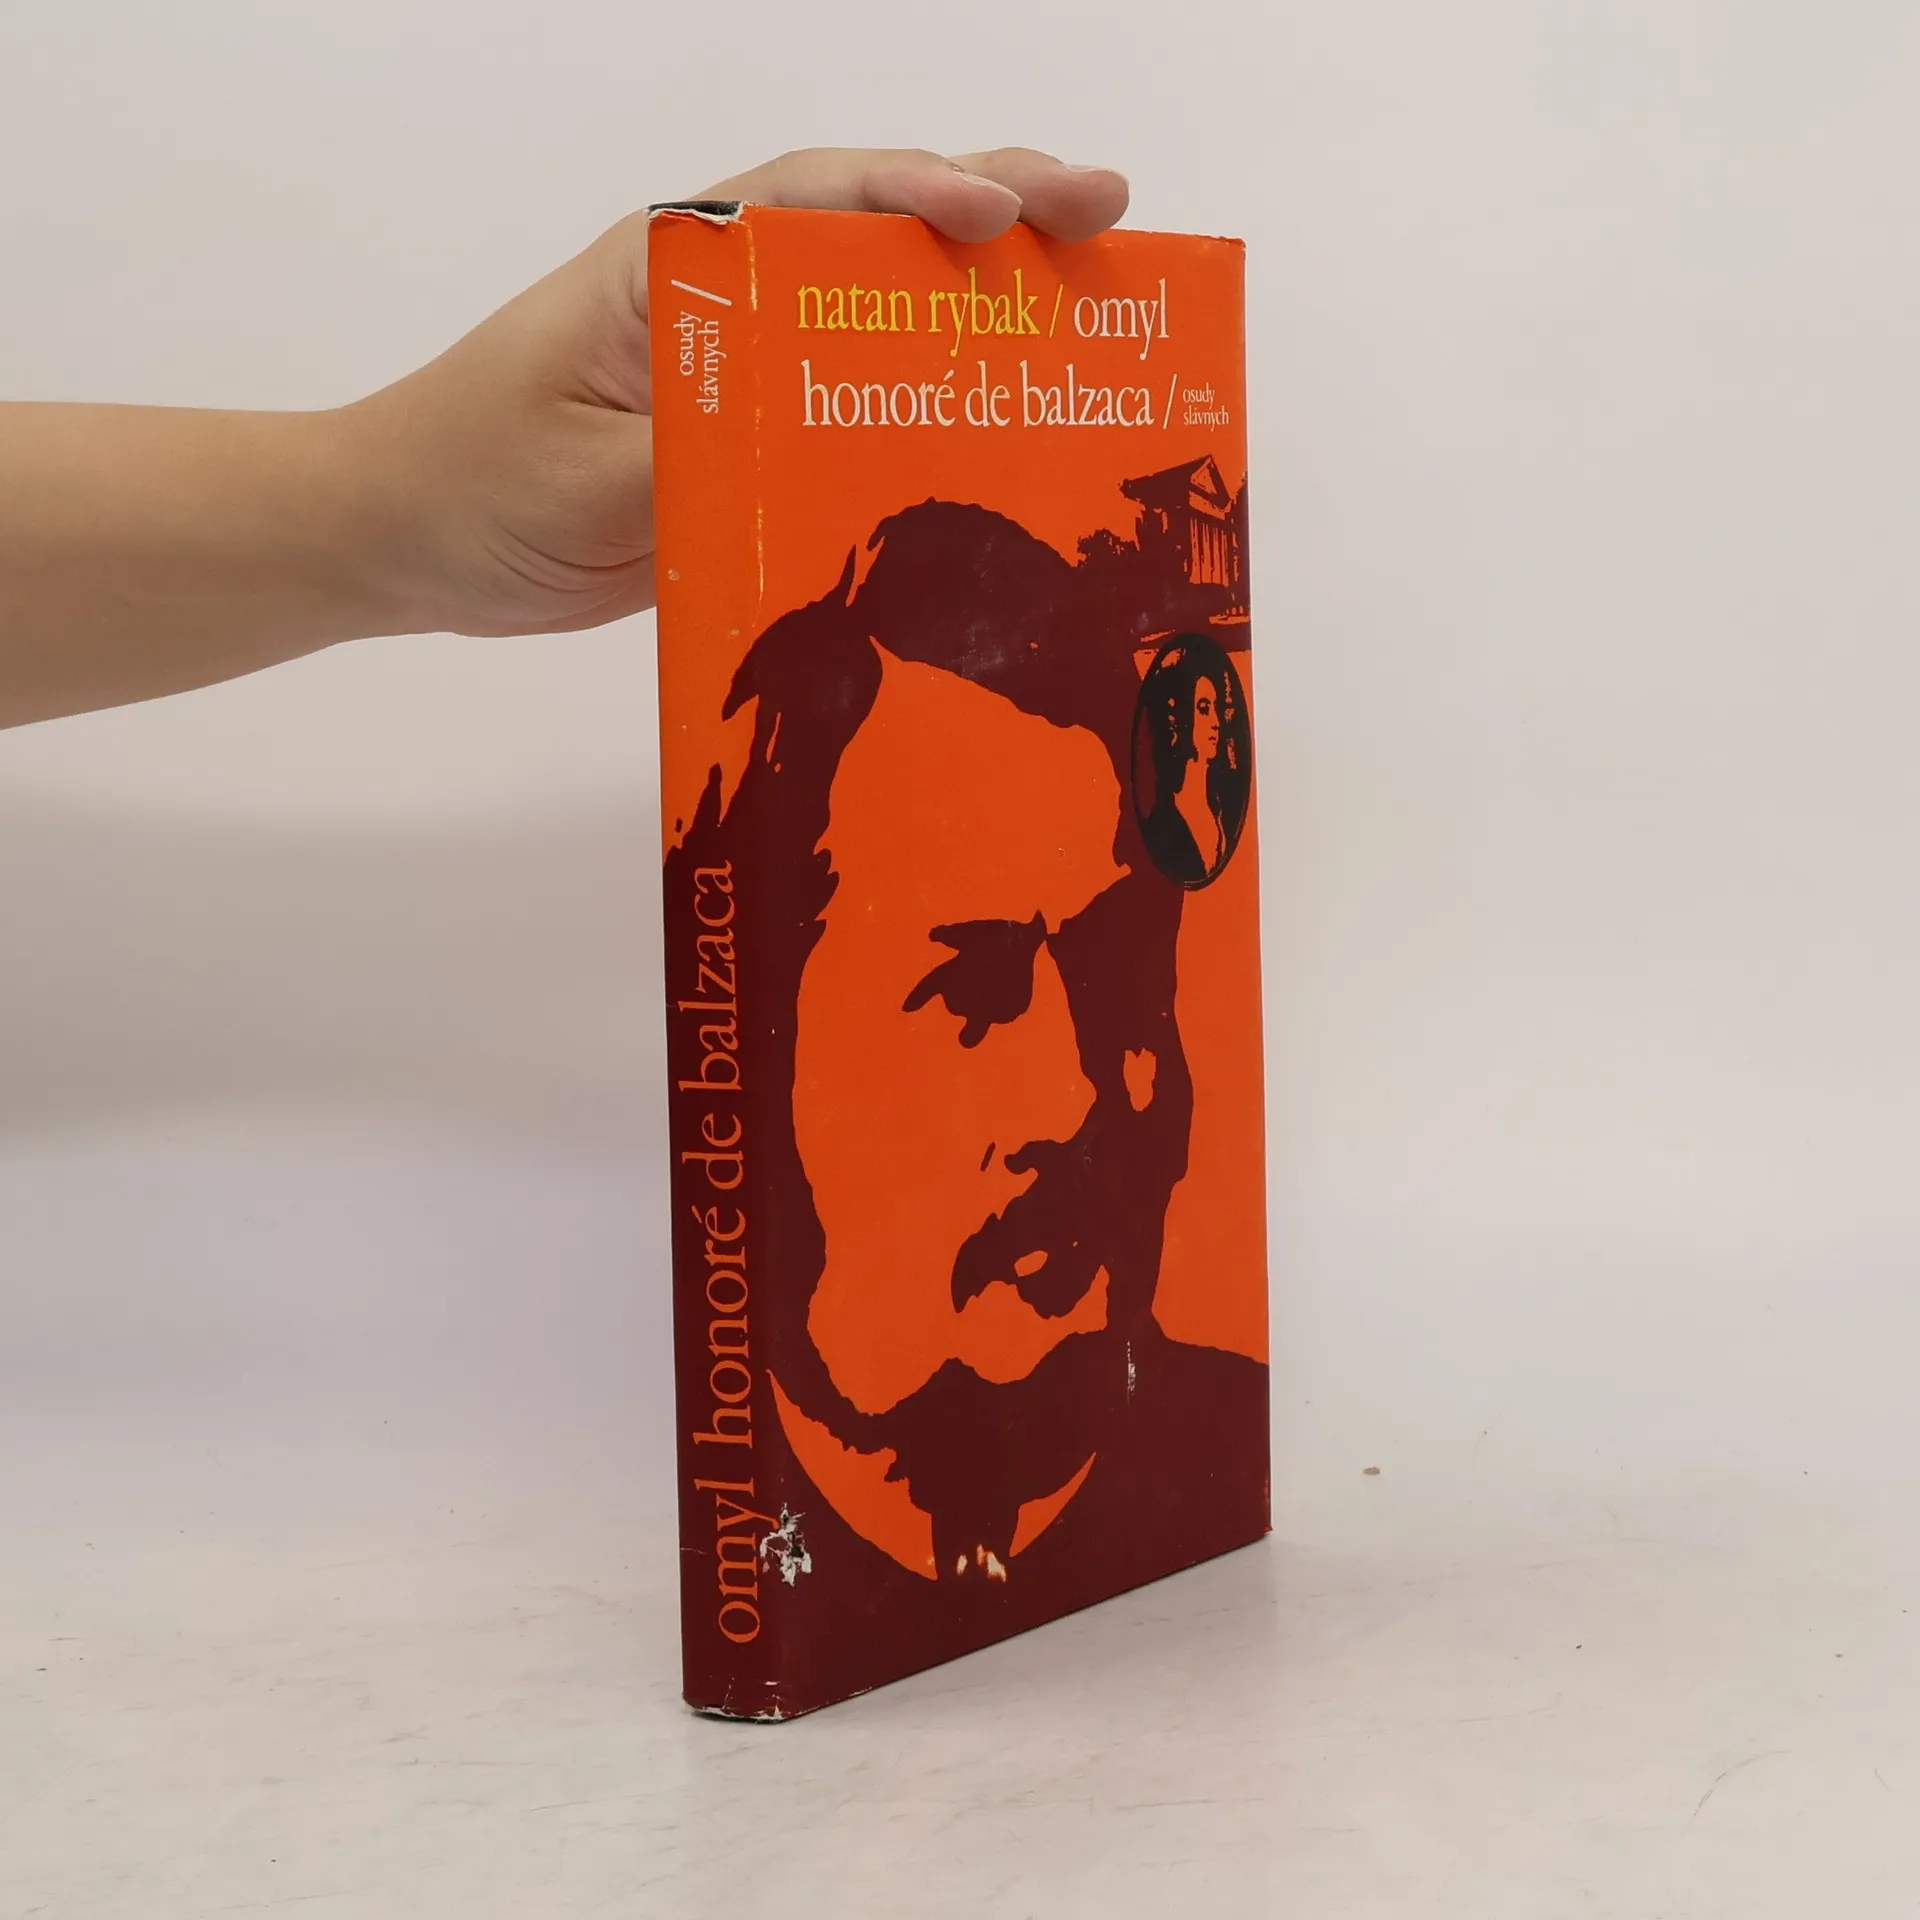 natan rybak / omyl
honoré de balzaca / osudy
slávnych
osudy
slávnych /
omyl honoré de balzaca